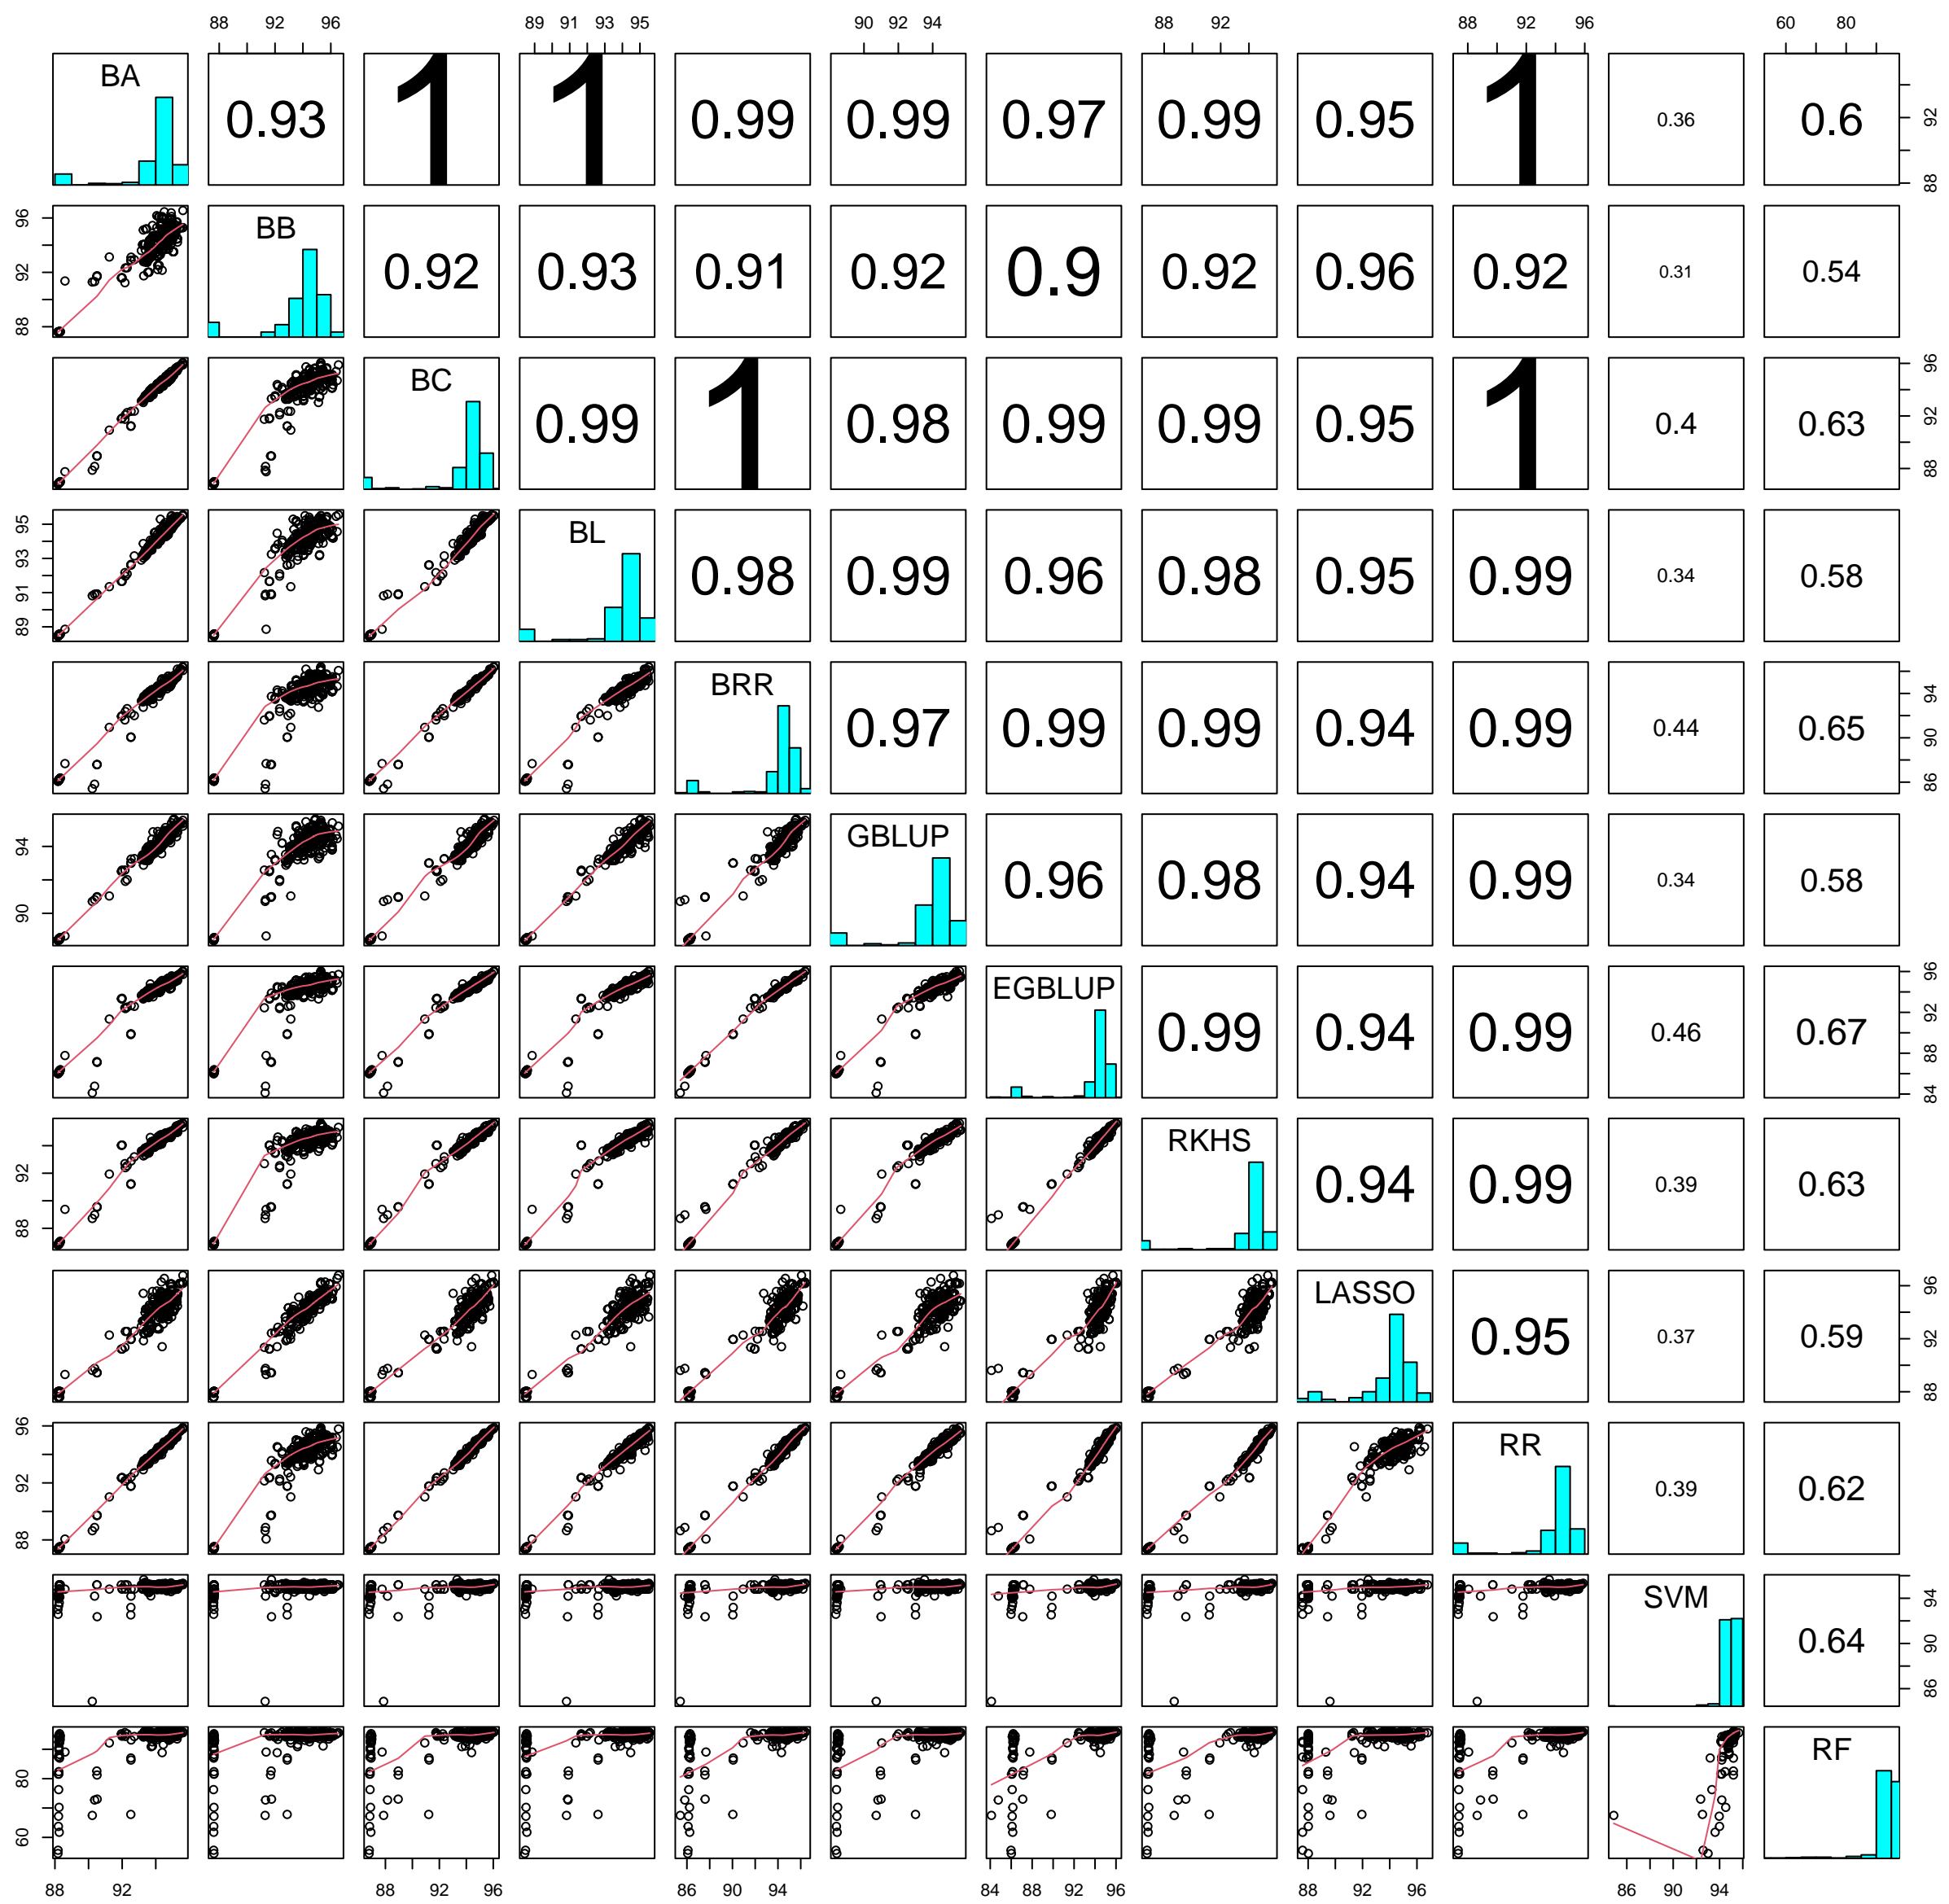 88 92 96 89 91 93 95 90 92 94 88 92 88 92 96 60 80
BA 0.93 1 1 0.99 0.99 0.97 0.99 0.95 1 0.36 0.6 88 92
88 92 96 BB 0.92 0.93 0.91 0.92 0.9 0.92 0.96 0.92 0.31 0.54
BC 0.99 1 0.98 0.99 0.99 0.95 1 0.4 0.63 88 92 96
89 91 93 95 BL 0.98 0.99 0.96 0.98 0.95 0.99 0.34 0.58
BRR 0.97 0.99 0.99 0.94 0.99 0.44 0.65 86 90 94
90 94 GBLUP 0.96 0.98 0.94 0.99 0.34 0.58
EGBLUP 0.99 0.94 0.99 0.46 0.67 84 88 92 96
88 92 RKHS 0.94 0.99 0.39 0.63
LASSO 0.95 0.37 0.59 88 92 96
88 92 96 RR 0.39 0.62
SVM 0.64 86 90 94
60 80 RF
88 92 88 92 96 86 90 94 84 88 92 96 88 92 96 86 90 94